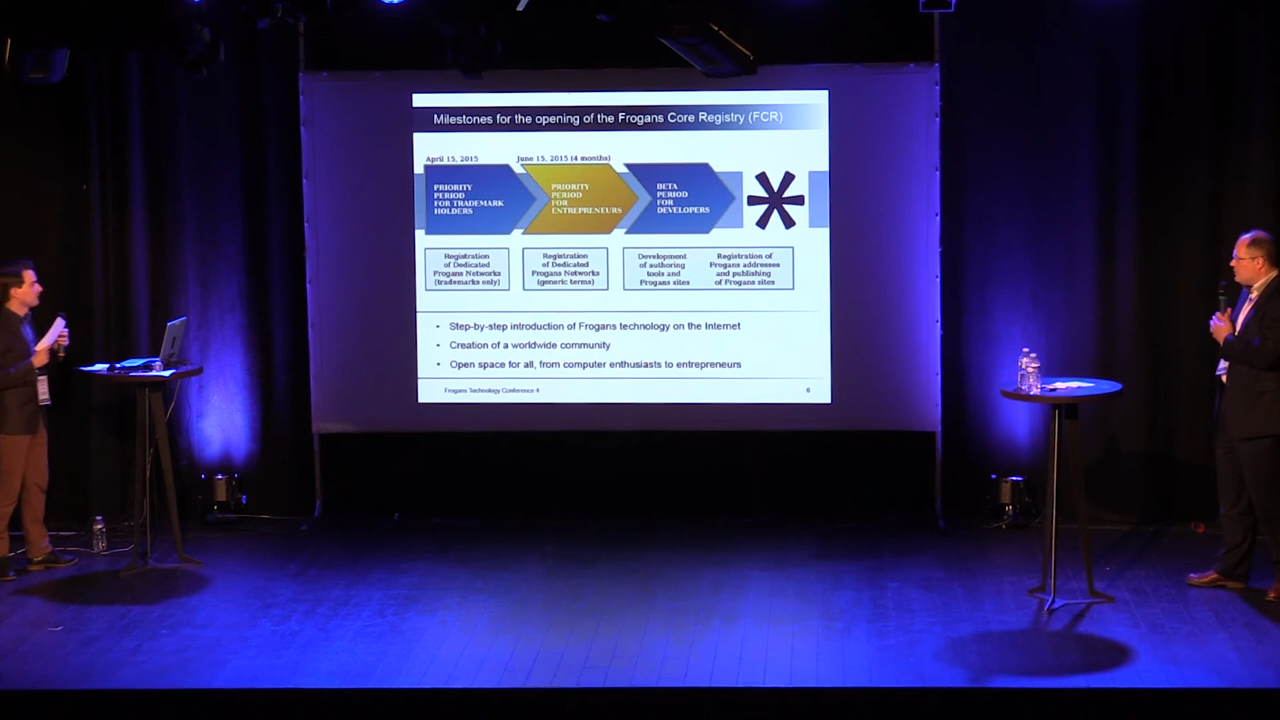 Milestones for the opening of the Frogans Core Registry (FCR)
April 15, 2015
June 15, 2015 (4 months)
PRIORITY
PERIOD
FOR TRADEMARK
HOLDERS
PRIORITY
PERIOD
FOR
ENTREPRENEURS
BETA
PERIOD
FOR
DEVELOPERS
Registration
of Dedicated
Frogans Networks
(trademarks only)
Registration
of Dedicated
Frogans Networks
(generic terms)
Development
of authoring
tools and
Frogans sites
Registration of
Frogans addresses
and publishing
of Frogans sites
• Step-by-step introduction of Frogans technology on the Internet
• Creation of a worldwide community
• Open space for all, from computer enthusiasts to entrepreneurs
Frogans Technology Conference 4
6